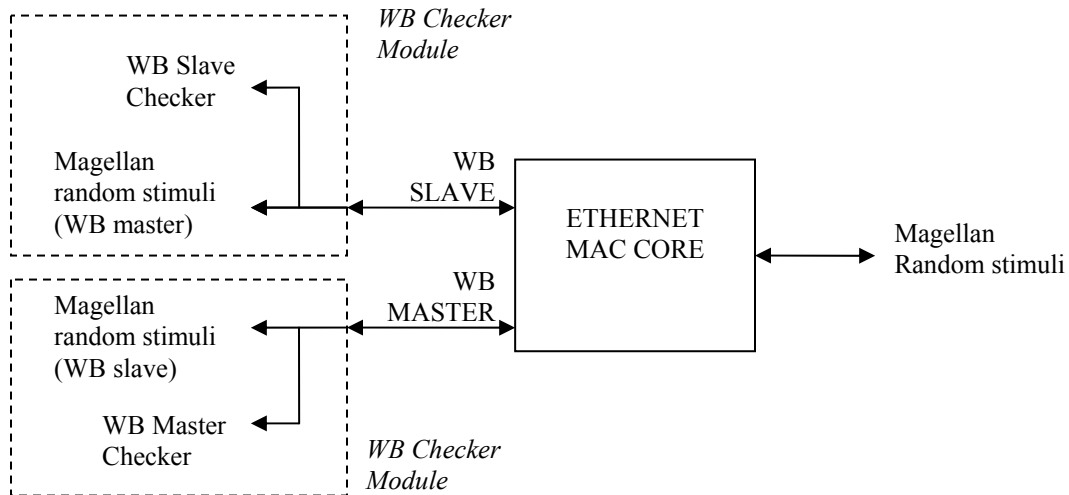 WB Checker
Module
WB Slave
Checker
Magellan
random stimuli
(WB master)
WB
SLAVE
ETHERNET
MAC CORE
Magellan
Random stimuli
WB
MASTER
Magellan
random stimuli
(WB slave)
WB Master
Checker
WB Checker
Module